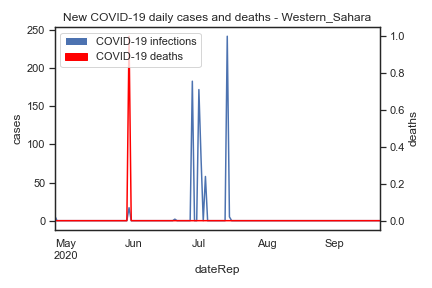 New COVID-19 daily cases and deaths - Western_Sahara
COVID-19 infections
COVID-19 deaths
250
200
150
100
50
0
cases
1.0
0.8
0.6
0.4
0.2
0.0
deaths
May Jun Jul Aug Sep
2020
dateRep